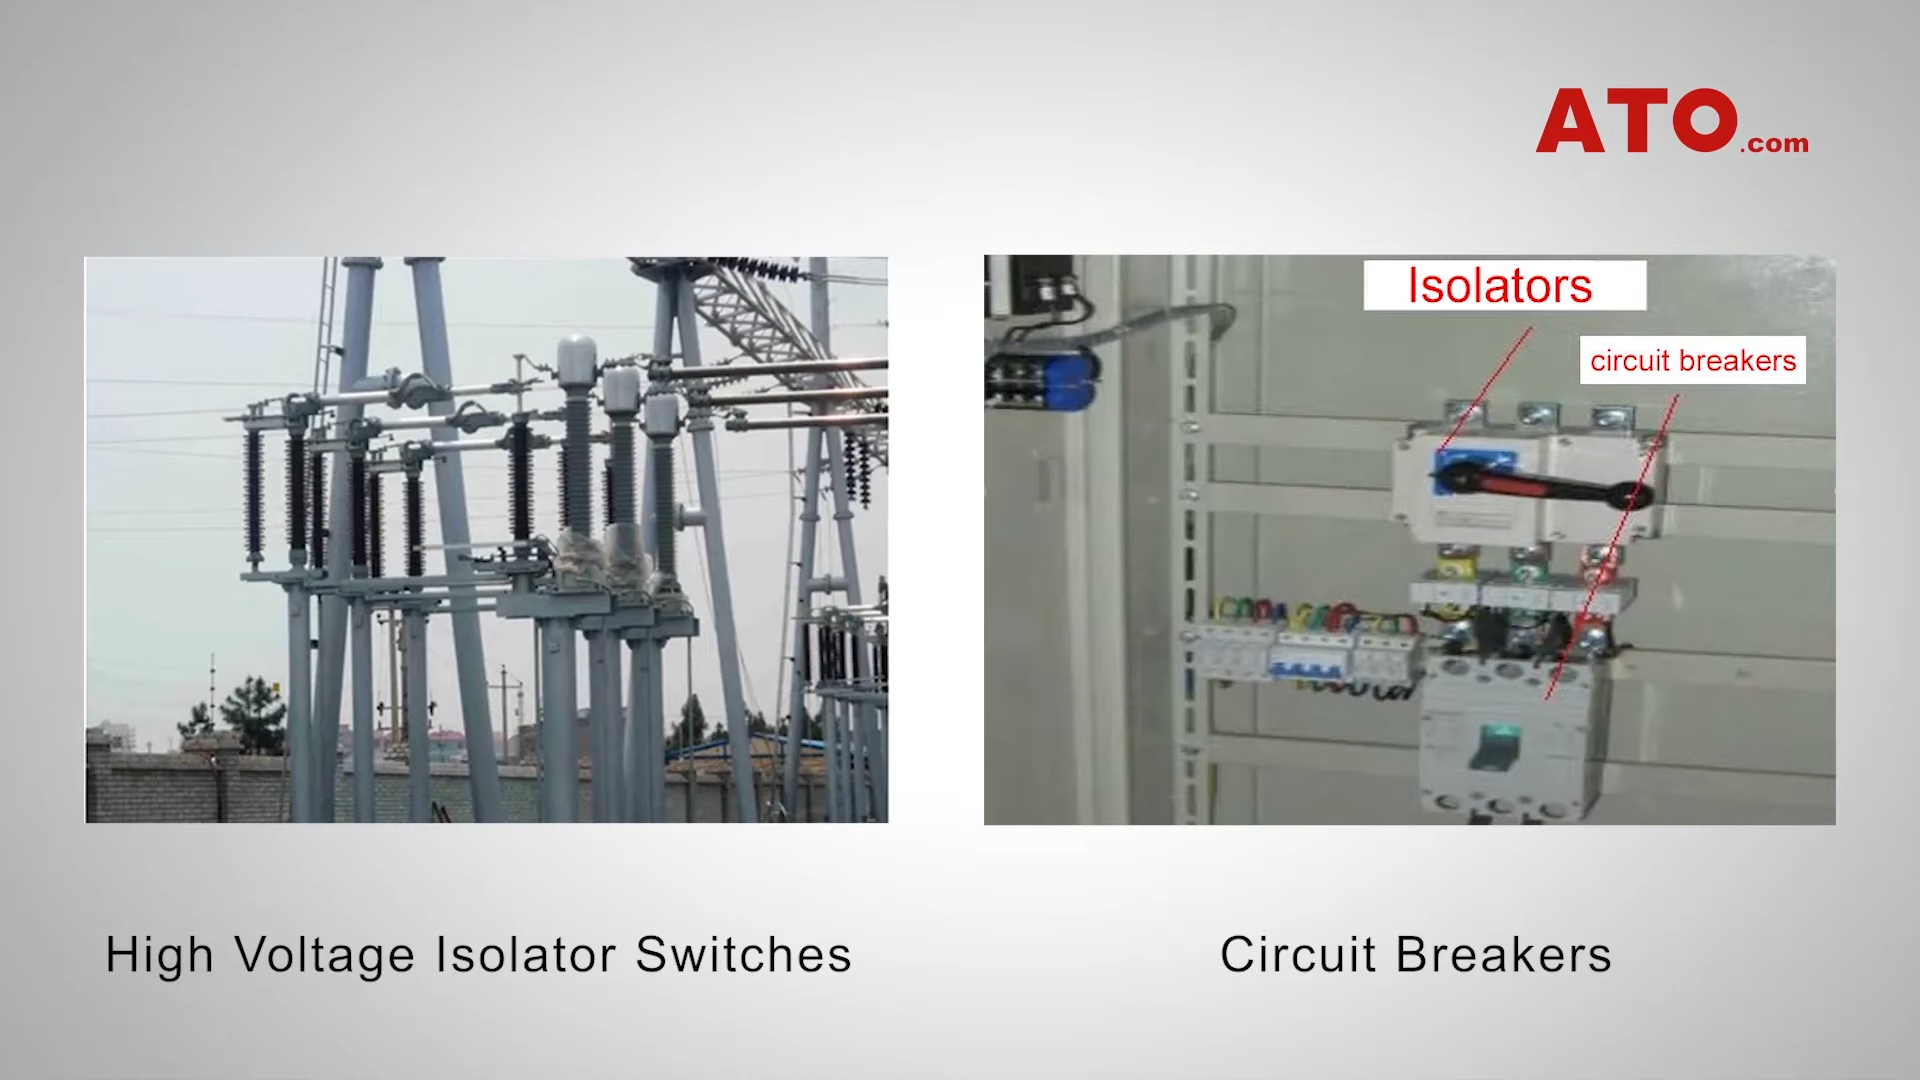 ATO.com
Isolators
circuit breakers
High Voltage Isolator Switches
Circuit Breakers